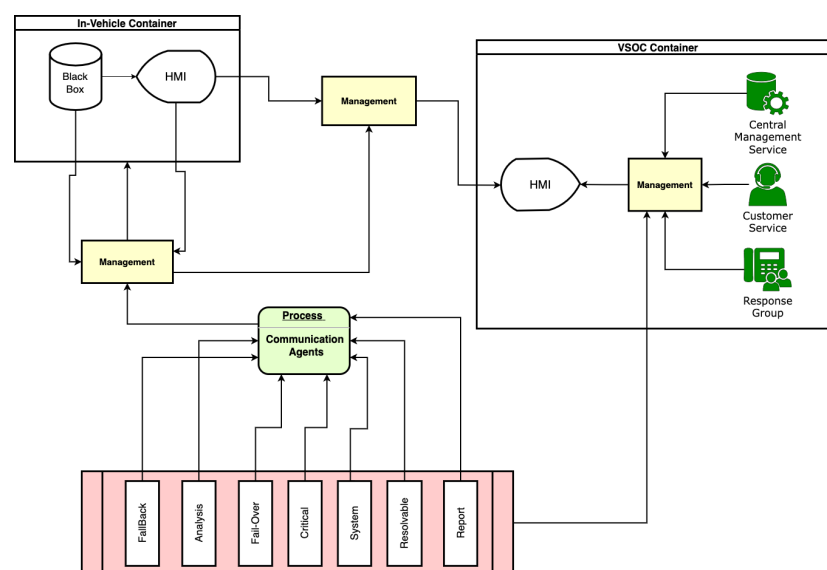 In-Vehicle Container
Black
Box
HMI
Management
VSOC Container
HMI
Management
Central
Management
Service
Customer
Service
Response
Group
Management
Process
Communication
Agents
FallBack
Analysis
Fail-Over
Critical
System
Resolvable
Report